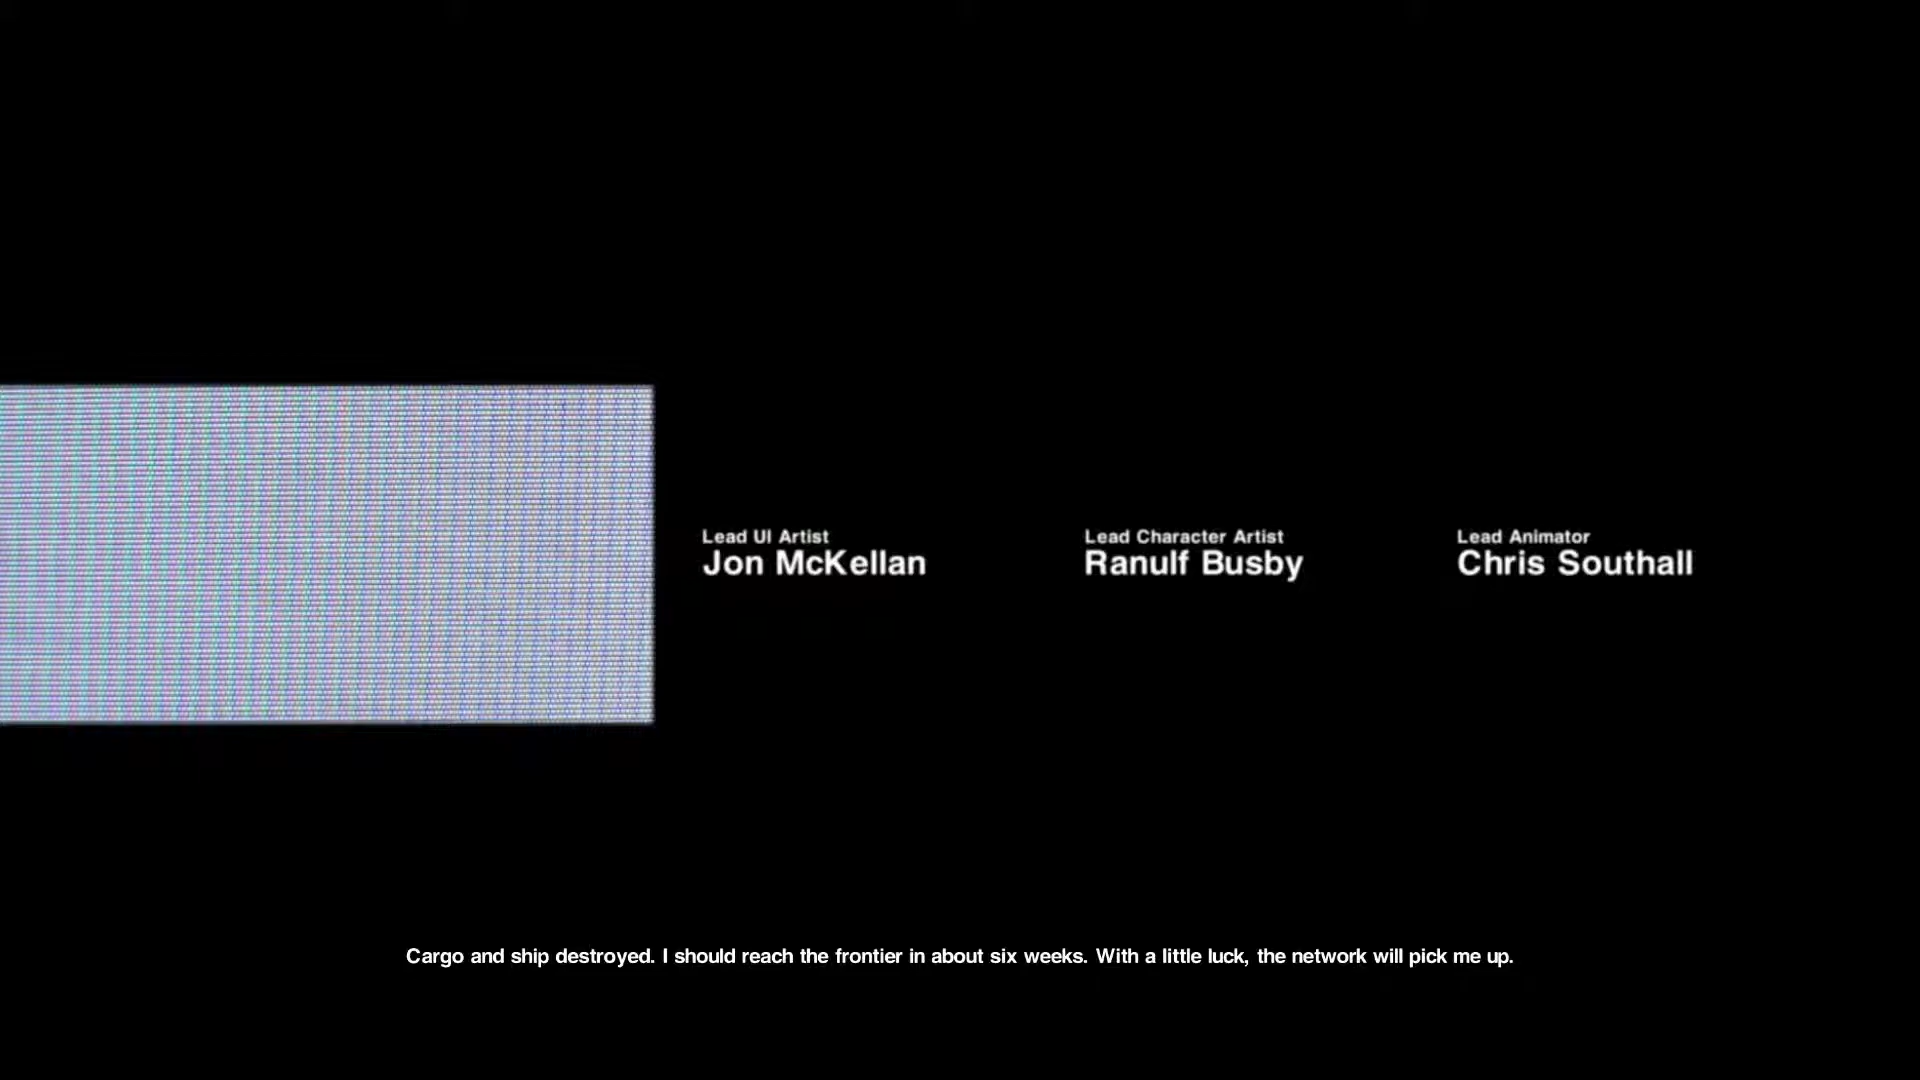 Lead UI Artist
Jon McKellan
Lead Character Artist
Ranulf Busby
Lead Animator
Chris Southall
Cargo and ship destroyed. I should reach the frontier in about six weeks. With a little luck, the network will pick me up.